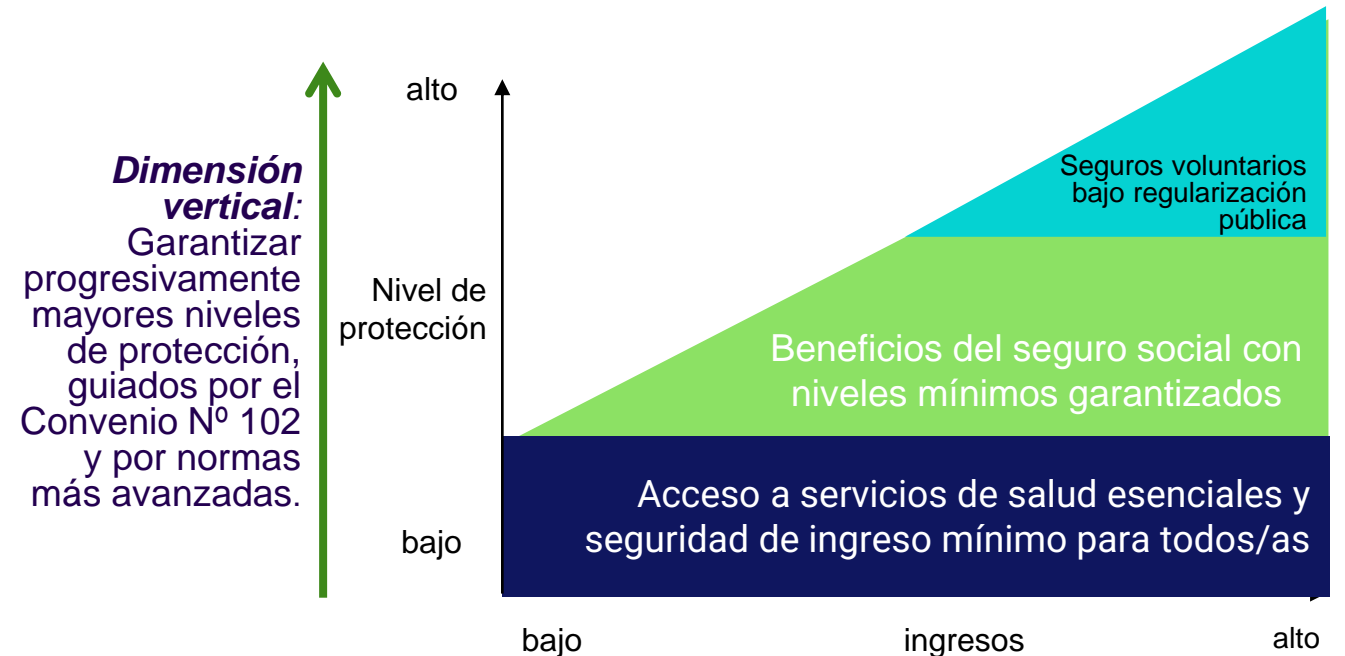 Dimensión
vertical:
Garantizar
progresivamente
mayores niveles
de protección,
guiados por el
Convenio Nº 102
y por normas
más avanzadas.
alto
Nivel de
protección
bajo
Seguros voluntarios
bajo regularización
pública
Beneficios del seguro social con
niveles mínimos garantizados
Acceso a servicios de salud esenciales y
seguridad de ingreso mínimo para todos/as
bajo
ingresos
alto